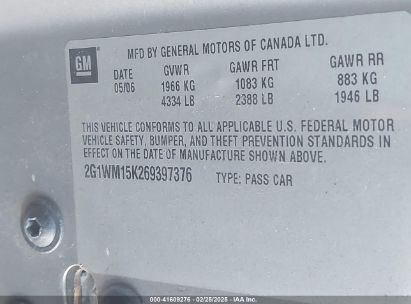 GM
MFD BY GENERAL MOTORS OF CANADA LTD.
DATE GVWR GAWR FRT GAWR RR
05/06 1966 KG 1083 KG 883 KG
4334 LB 2388 LB 1946 LB
THIS VEHICLE CONFORMS TO ALL APPLICABLE U.S. FEDERAL MOTOR
VEHICLE SAFETY, BUMPER, AND THEFT PREVENTION STANDARDS IN
EFFECT ON THE DATE OF MANUFACTURE SHOWN ABOVE.
2G1WM15K269397376 TYPE: PASS CAR
000 - 41609276 - 02/25/2025 - IAA Inc.